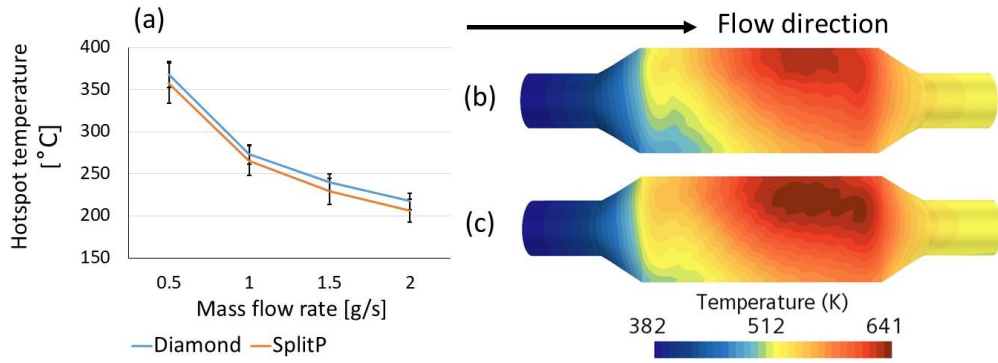 (a)
Hotspot temperature
[°C]
400
350
300
250
200
150
0.5 1 1.5 2
Mass flow rate [g/s]
Diamond SplitP
Flow direction
(b)
(c)
Temperature (K)
382 512 641